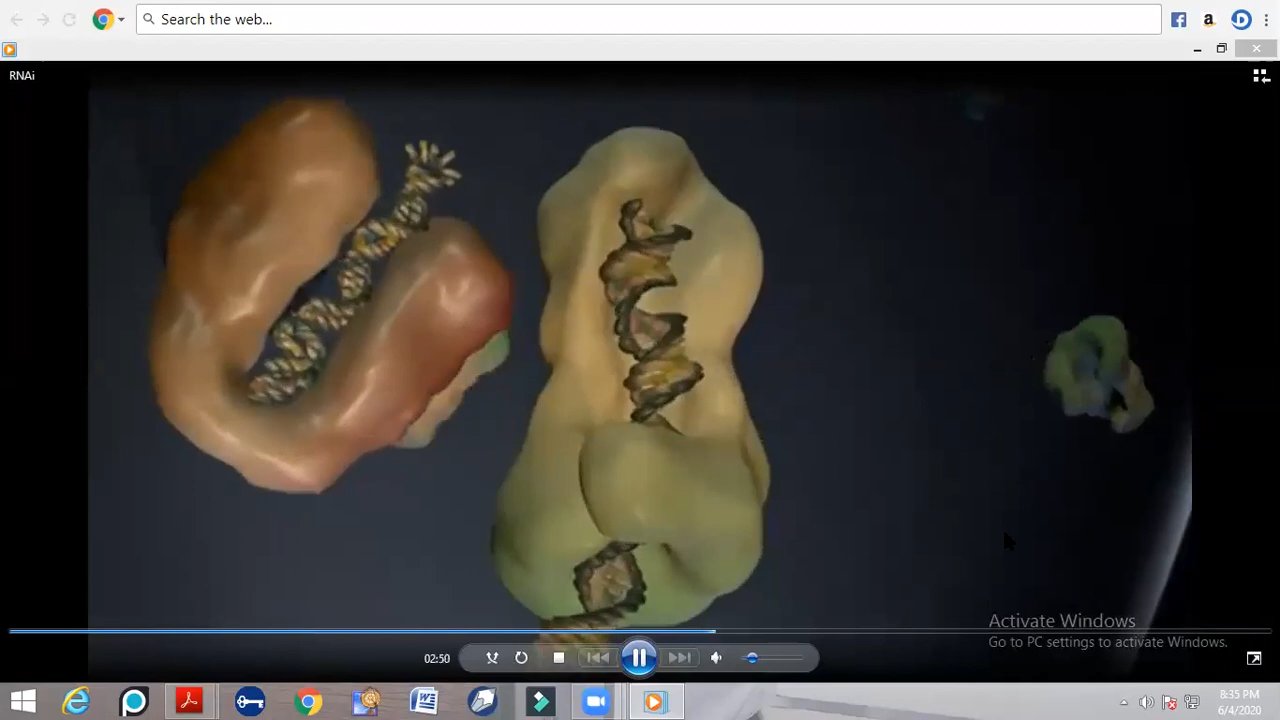 Search the web...
RNAi
Activate Windows
Go to PC settings to activate Windows.
02:50
8:35 PM
6/4/2020